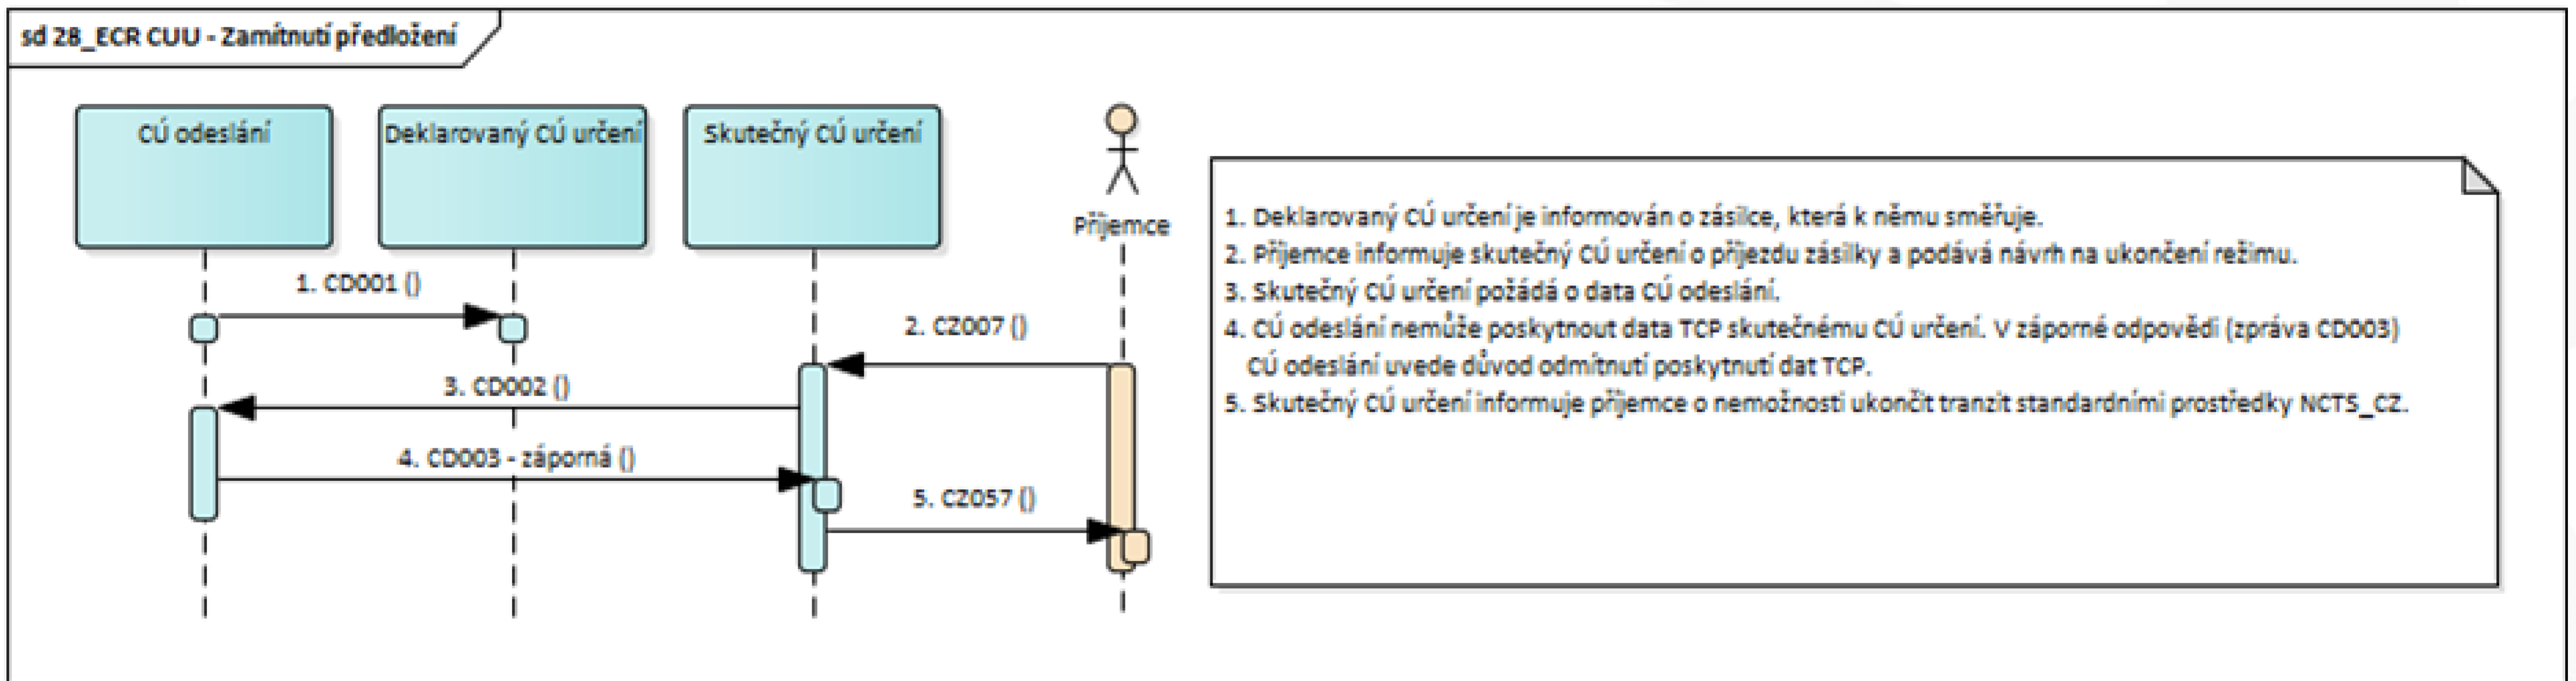 sd 28_ECR CUU - Zamítnutí předložení
CÚ odeslání
Deklarovaný CÚ určení
Skutečný CÚ určení
Příjemce
1. CD001 ()
2. CZ007 ()
3. CD002 ()
4. CD003 - záporná ()
5. CZ057 ()
1. Deklarovaný CÚ určení je informován o zásilce, která k němu směřuje.
2. Příjemce informuje skutečný CÚ určení o příjezdu zásilky a podává návrh na ukončení režimu.
3. Skutečný CÚ určení požádá o data CÚ odeslání.
4. CÚ odeslání nemůže poskytnout data TCP skutečnému CÚ určení. V záporné odpovědi (zpráva CD003)
CÚ odeslání uvede důvod odmítnutí poskytnutí dat TCP.
5. Skutečný CÚ určení informuje příjemce o nemožnosti ukončit tranzit standardními prostředky NCTS_CZ.